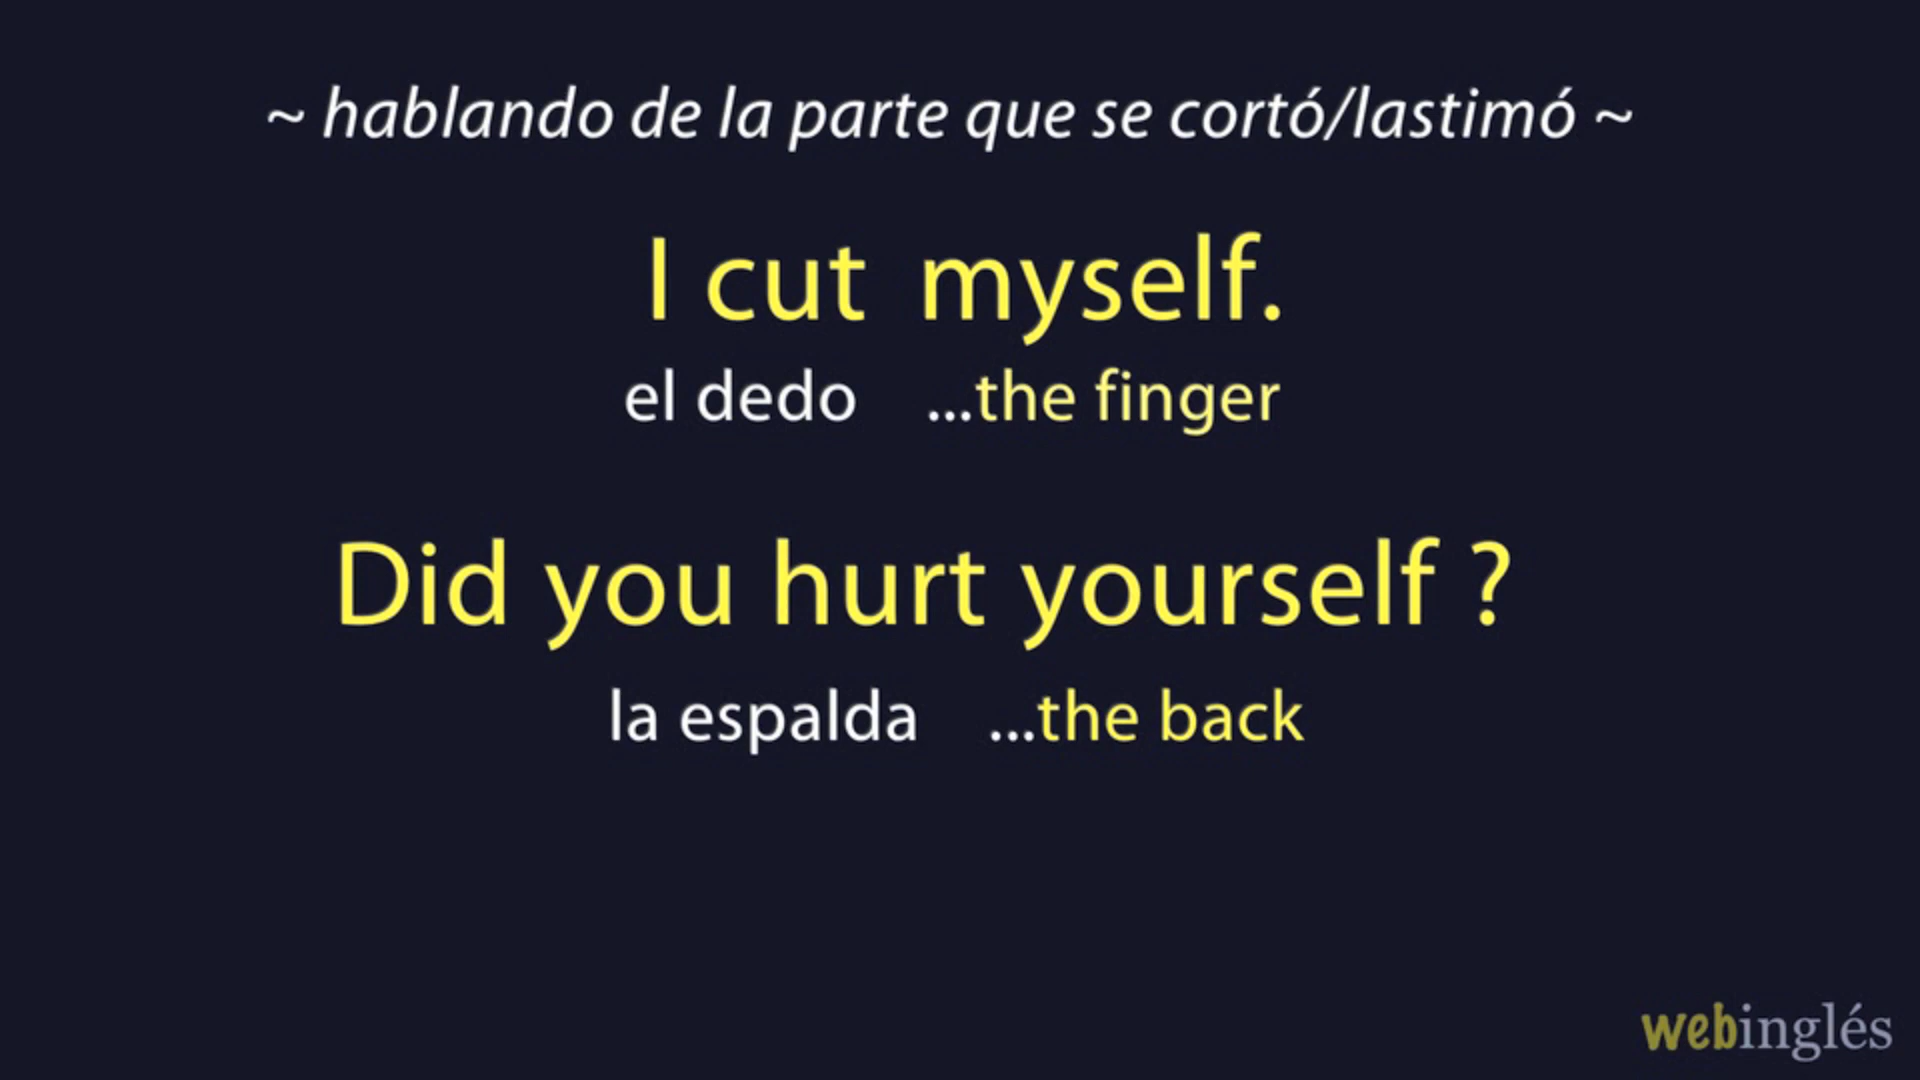 ~ hablando de la parte que se cortó/lastimó ~
I cut myself.
el dedo ...the finger
Did you hurt yourself ?
la espalda ...the back
webinglés